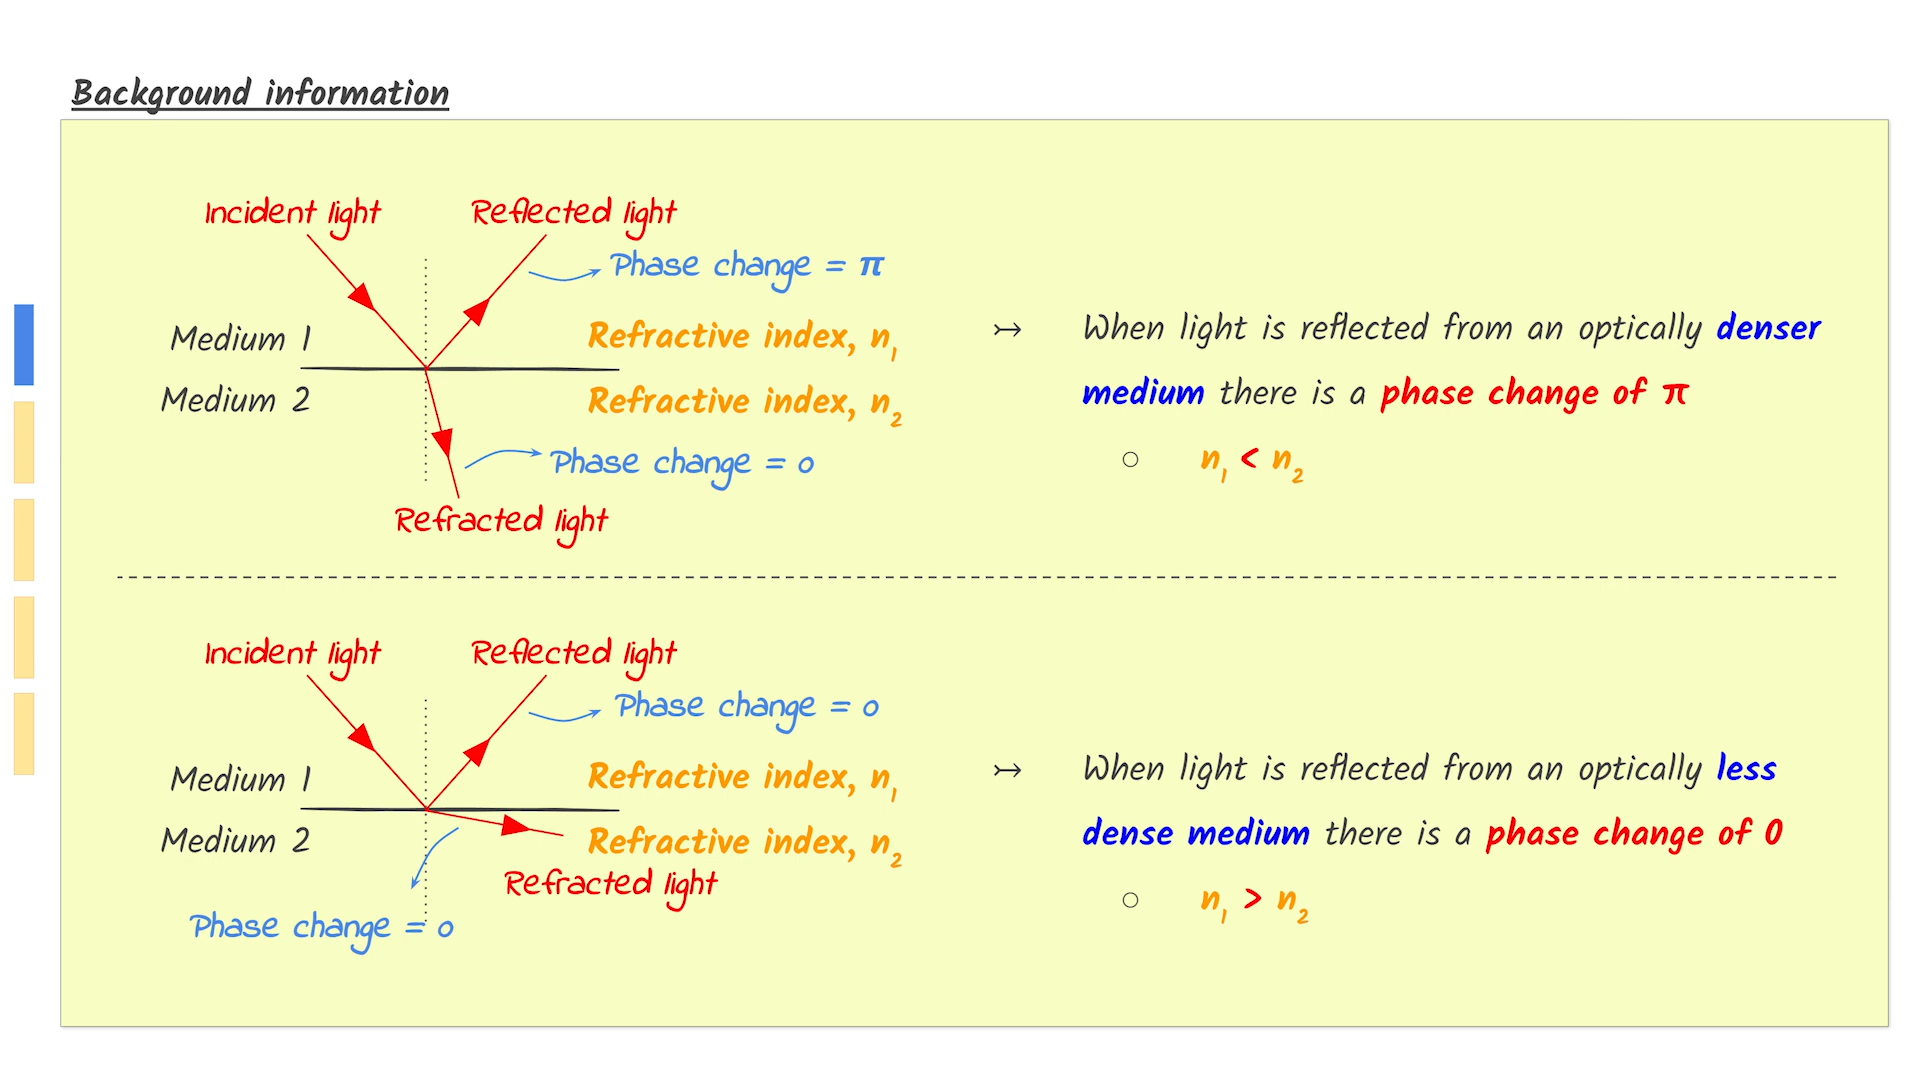 Background information
Incident light
Reflected light
Phase change = π
Medium 1
Refractive index, n₁
Medium 2
Refractive index, n₂
Phase change = 0
Refracted light
↣ When light is reflected from an optically denser
medium there is a phase change of π
○ n₁ < n₂
Incident light
Reflected light
Phase change = 0
Medium 1
Refractive index, n₁
Medium 2
Refractive index, n₂
Refracted light
Phase change = 0
↣ When light is reflected from an optically less
dense medium there is a phase change of 0
○ n₁ > n₂